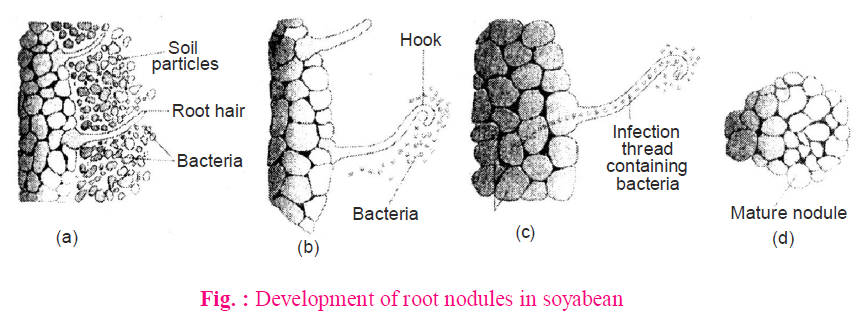 Soil
particles
Root hair
Bacteria
(a)
Hook
Bacteria
(b)
Infection
thread
containing
bacteria
(c)
Mature nodule
(d)
Fig. : Development of root nodules in soyabean